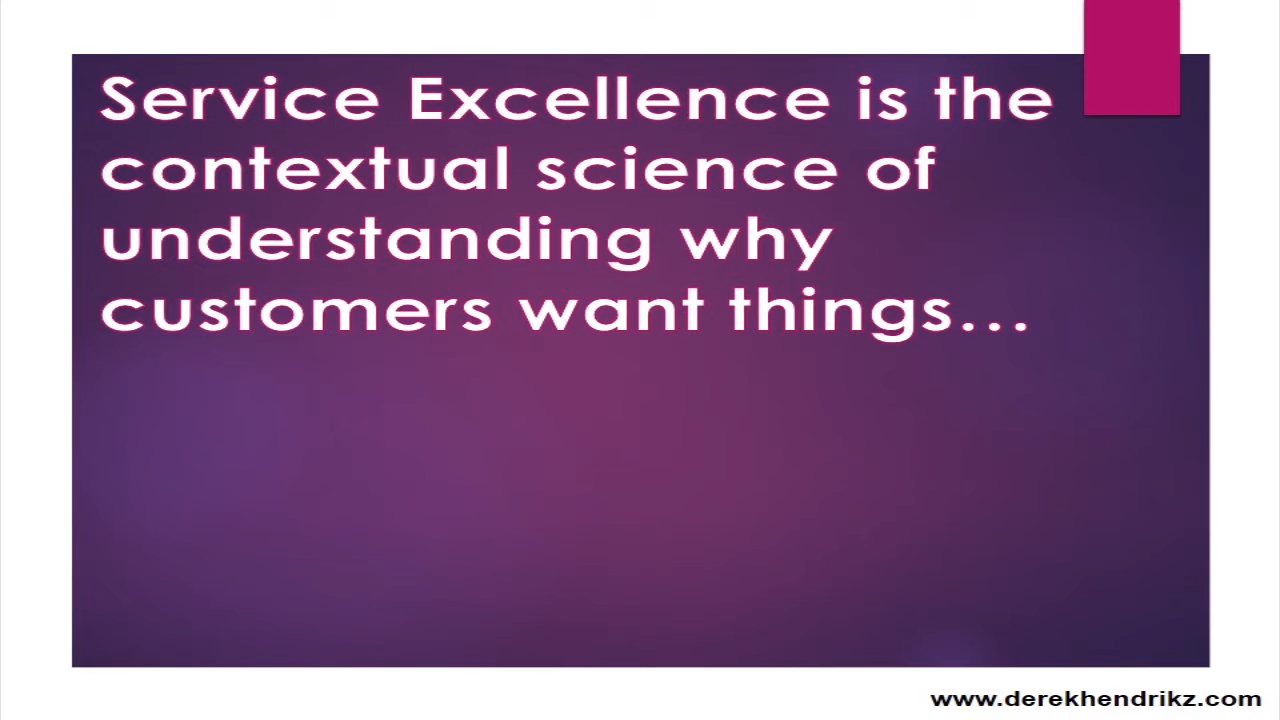 Service Excellence is the
contextual science of
understanding why
customers want things...
www.derekhendrikz.com